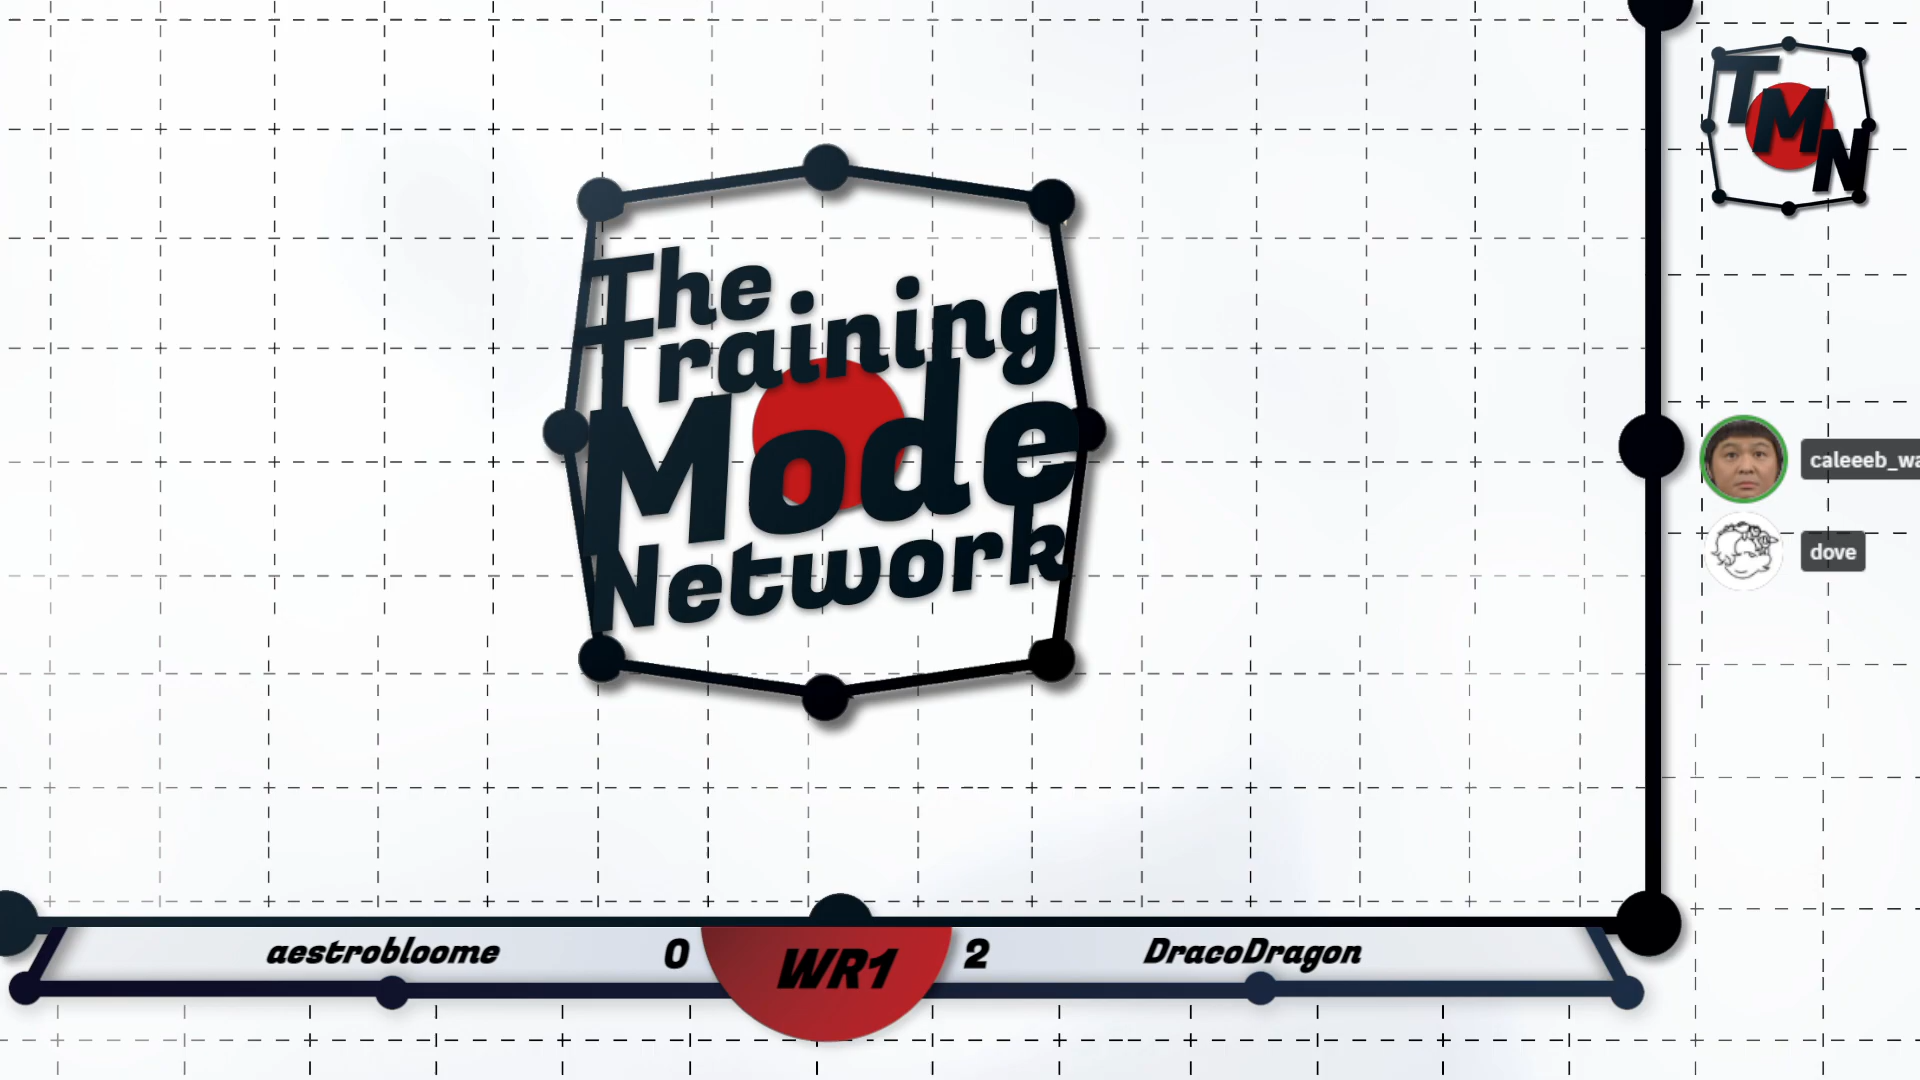 The
Training
Mode
Network
TMN
caleeeb_wa
dove
aestrobloome 0 WR1 2 DracoDragon